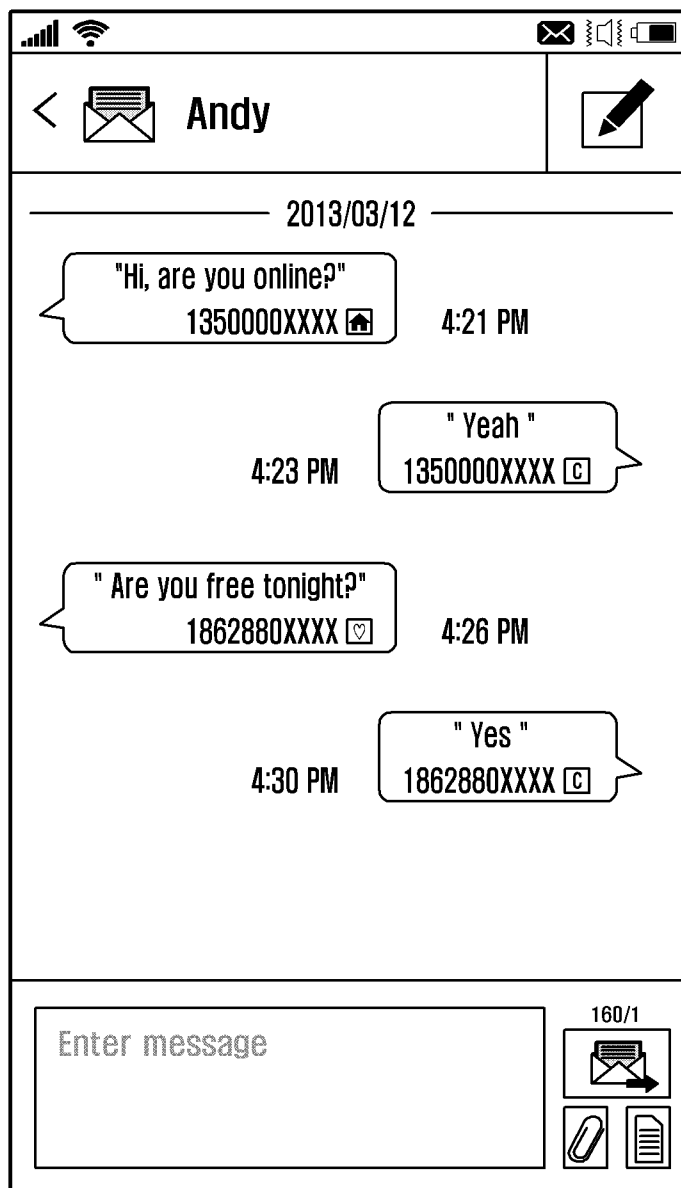 Andy
2013/03/12
"Hi, are you online?"
1350000XXXX
4:21 PM
" Yeah "
4:23 PM
1350000XXXX C
" Are you free tonight?"
1862880XXXX
4:26 PM
" Yes "
4:30 PM
1862880XXXX C
160/1
Enter message